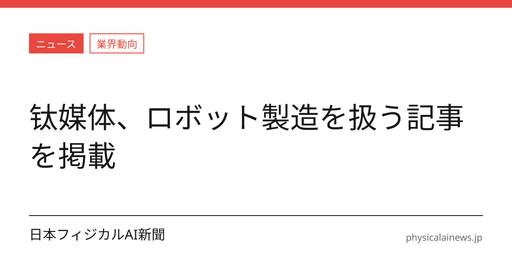 ニュース
業界動向
钛媒体、ロボット製造を扱う記事
を掲載
日本フィジカルAI新聞
physicalainews.jp